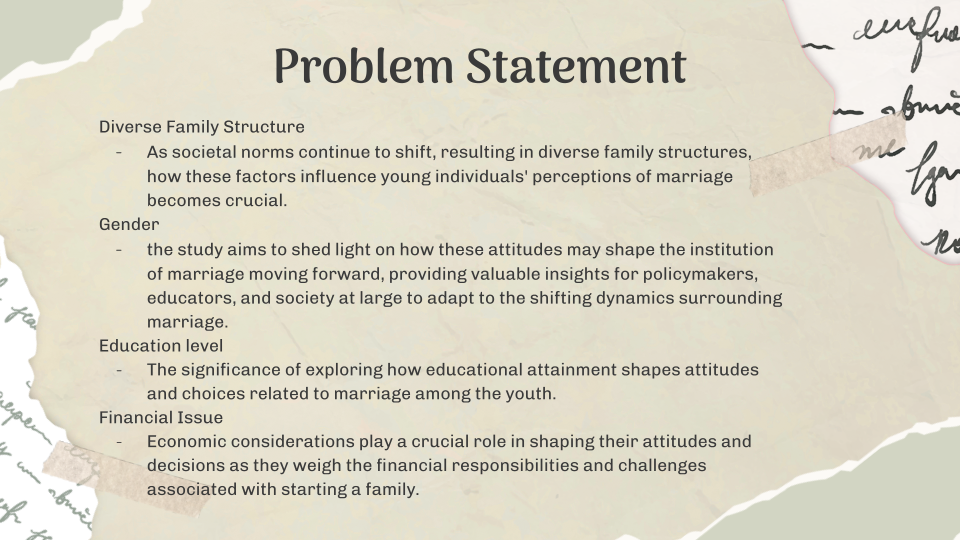 Problem Statement
Diverse Family Structure
- As societal norms continue to shift, resulting in diverse family structures,
how these factors influence young individuals' perceptions of marriage
becomes crucial.
Gender
- the study aims to shed light on how these attitudes may shape the institution
of marriage moving forward, providing valuable insights for policymakers,
educators, and society at large to adapt to the shifting dynamics surrounding
marriage.
Education level
- The significance of exploring how educational attainment shapes attitudes
and choices related to marriage among the youth.
Financial Issue
- Economic considerations play a crucial role in shaping their attitudes and
decisions as they weigh the financial responsibilities and challenges
associated with starting a family.
me